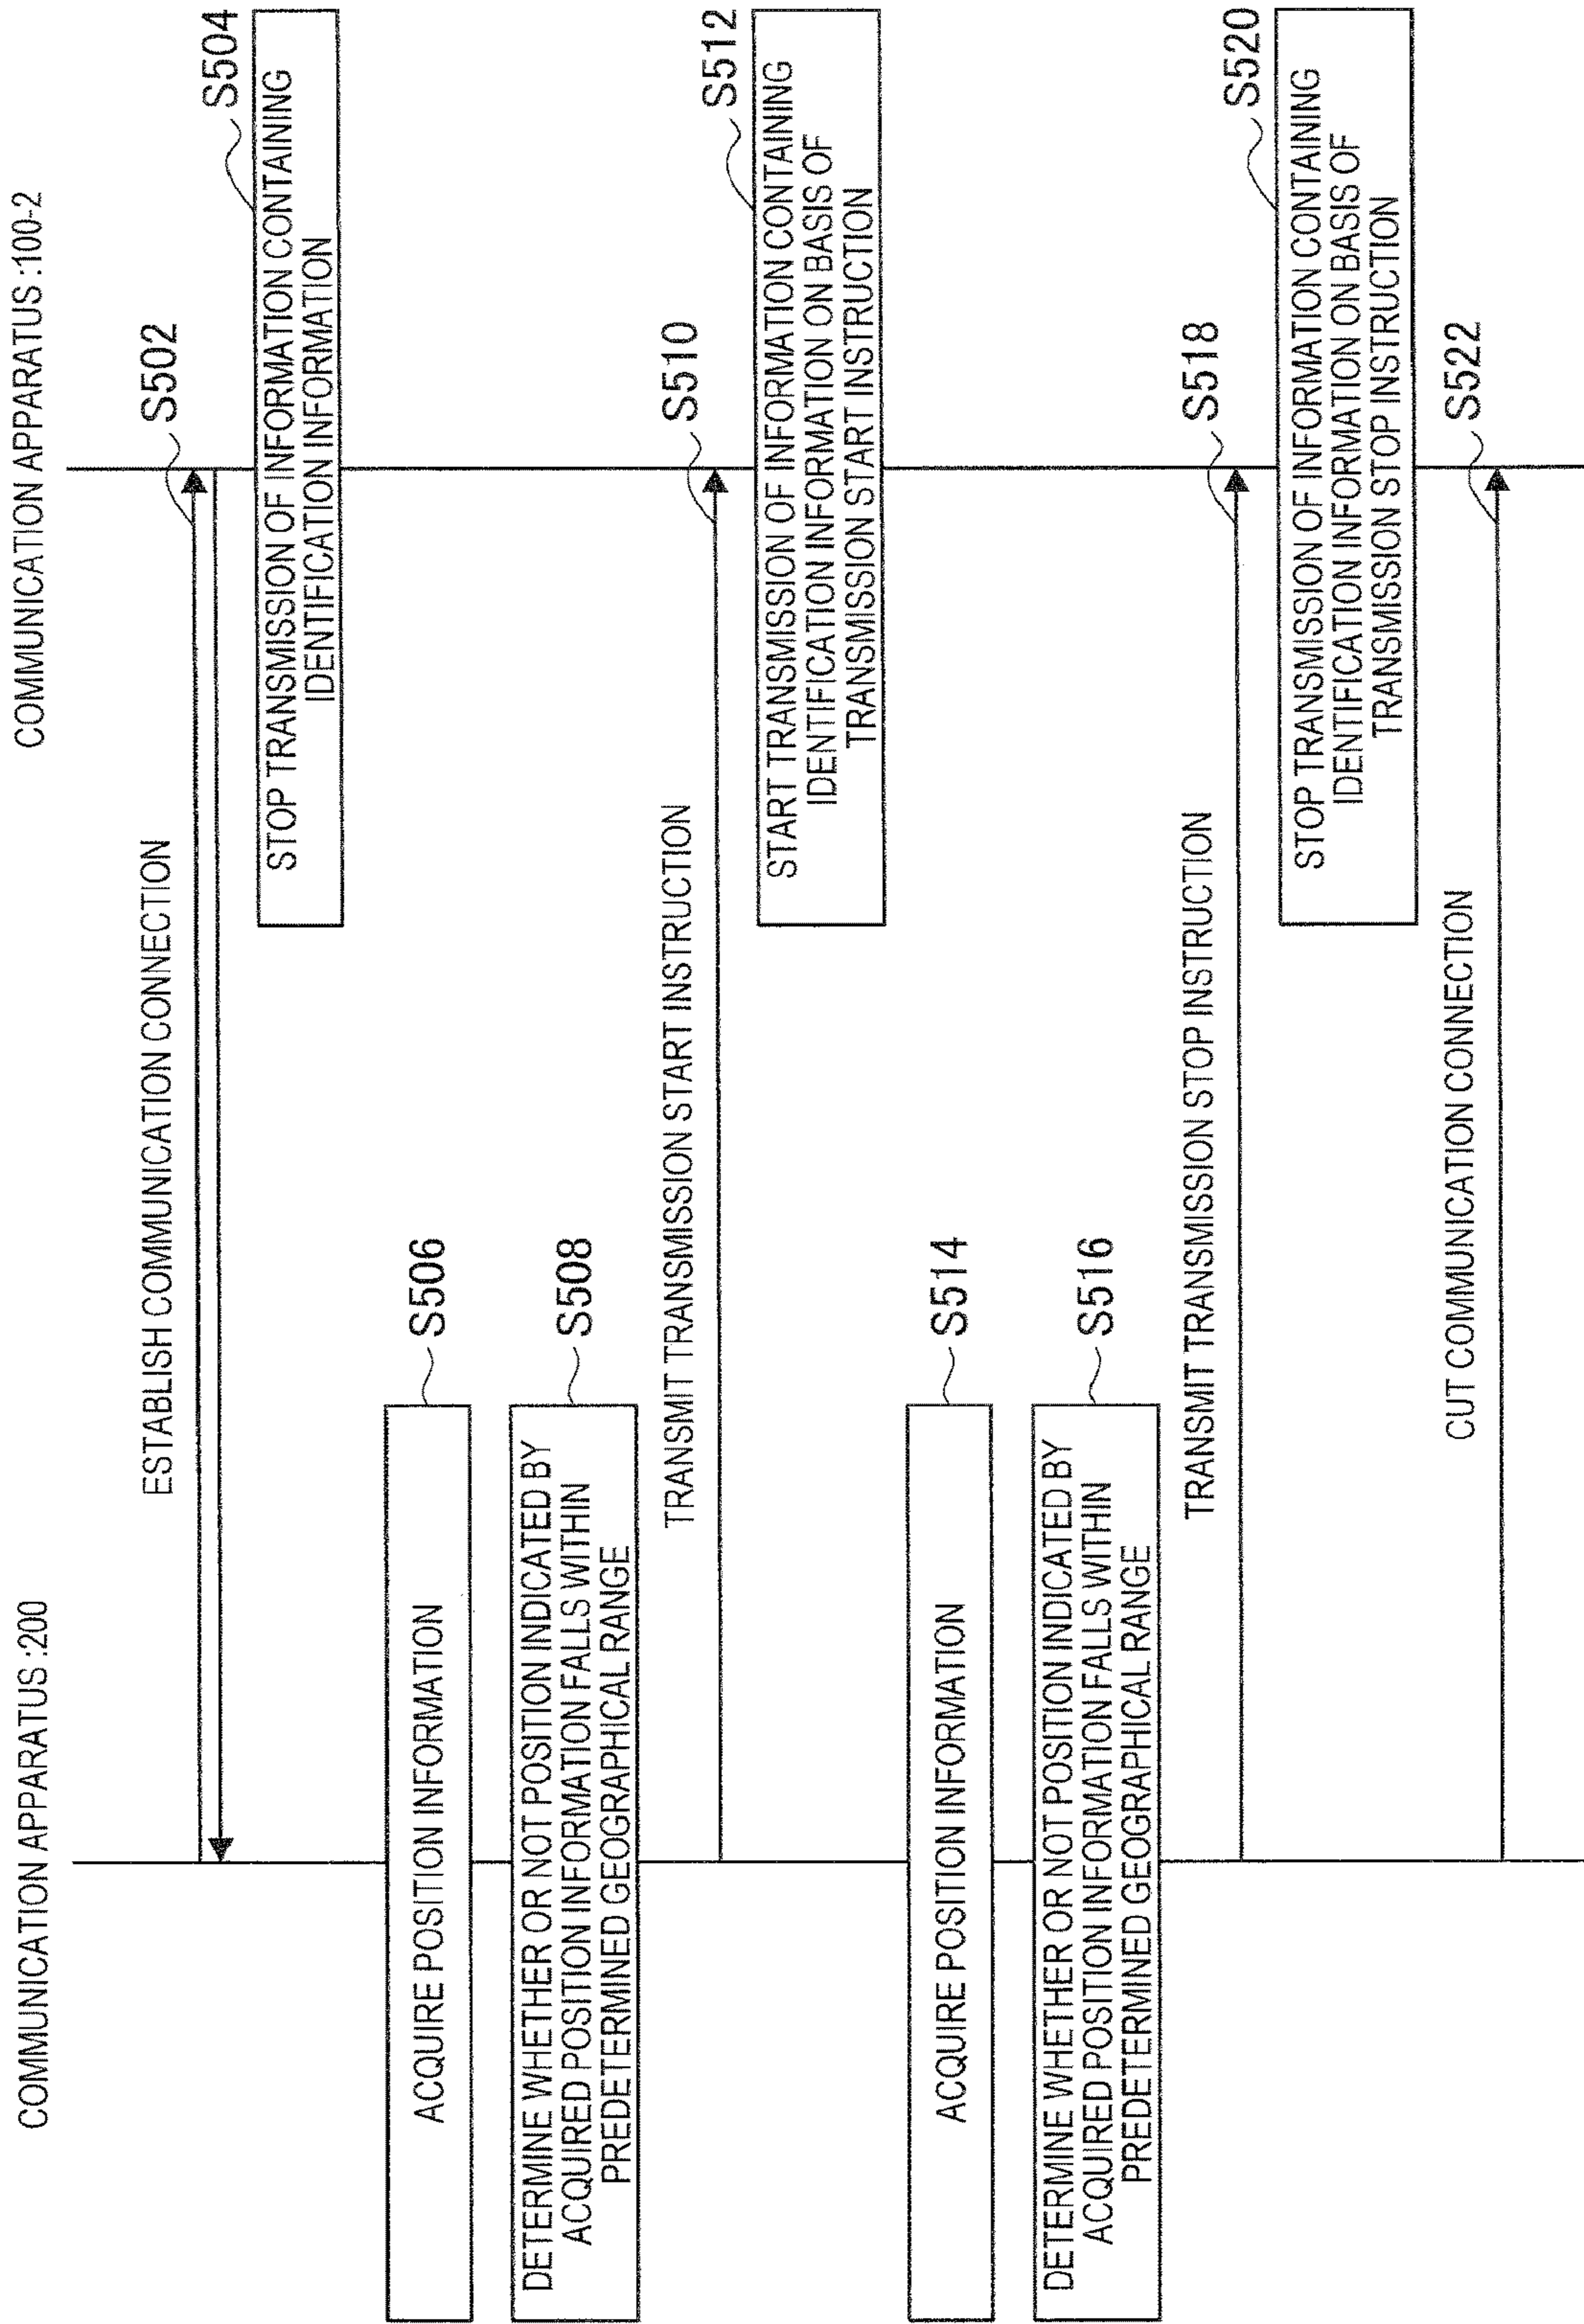 COMMUNICATION APPARATUS :200
COMMUNICATION APPARATUS :100-2
ESTABLISH COMMUNICATION CONNECTION
S502
S504
STOP TRANSMISSION OF INFORMATION CONTAINING
IDENTIFICATION INFORMATION
S506
ACQUIRE POSITION INFORMATION
S508
DETERMINE WHETHER OR NOT POSITION INDICATED BY
ACQUIRED POSITION INFORMATION FALLS WITHIN
PREDETERMINED GEOGRAPHICAL RANGE
TRANSMIT TRANSMISSION START INSTRUCTION
S510
S512
START TRANSMISSION OF INFORMATION CONTAINING
IDENTIFICATION INFORMATION ON BASIS OF
TRANSMISSION START INSTRUCTION
S514
ACQUIRE POSITION INFORMATION
S516
DETERMINE WHETHER OR NOT POSITION INDICATED BY
ACQUIRED POSITION INFORMATION FALLS WITHIN
PREDETERMINED GEOGRAPHICAL RANGE
TRANSMIT TRANSMISSION STOP INSTRUCTION
S518
S520
STOP TRANSMISSION OF INFORMATION CONTAINING
IDENTIFICATION INFORMATION ON BASIS OF
TRANSMISSION STOP INSTRUCTION
CUT COMMUNICATION CONNECTION
S522